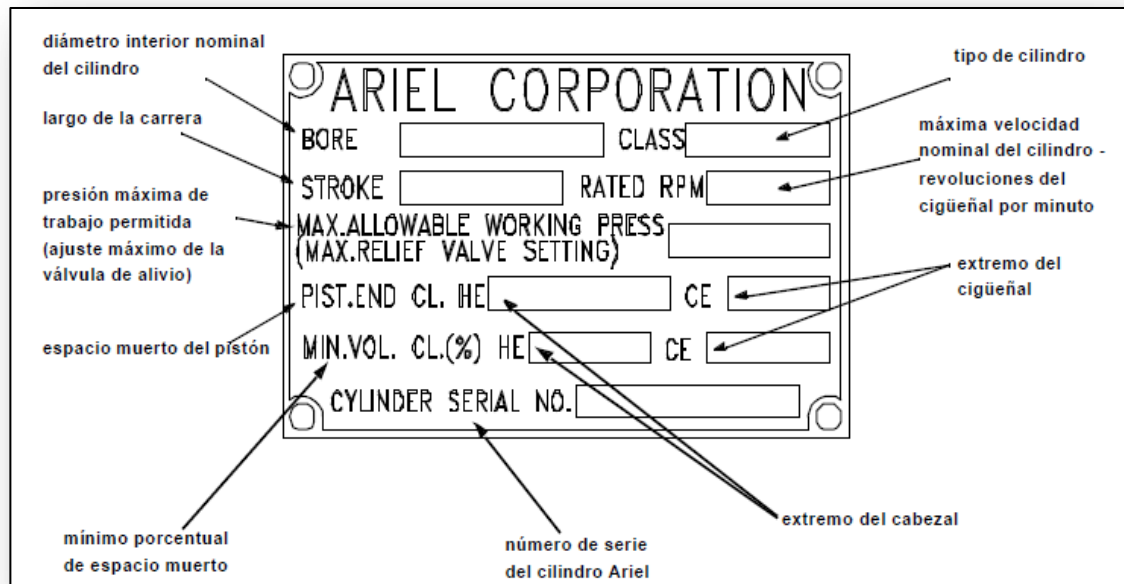 diámetro interior nominal
del cilindro
largo de la carrera
presión máxima de
trabajo permitida
(ajuste máximo de la
válvula de alivio)
espacio muerto del pistón
mínimo porcentual
de espacio muerto
ARIEL CORPORATION
BORE CLASS
STROKE RATED RPM
MAX.ALLOWABLE WORKING PRESS
(MAX.RELIEF VALVE SETTING)
PIST.END CL. HE CE
MIN.VOL. CL.(%) HE CE
CYLINDER SERIAL NO.
número de serie
del cilindro Ariel
tipo de cilindro
máxima velocidad
nominal del cilindro -
revoluciones del
cigüeñal por minuto
extremo del
cigüeñal
extremo del cabezal